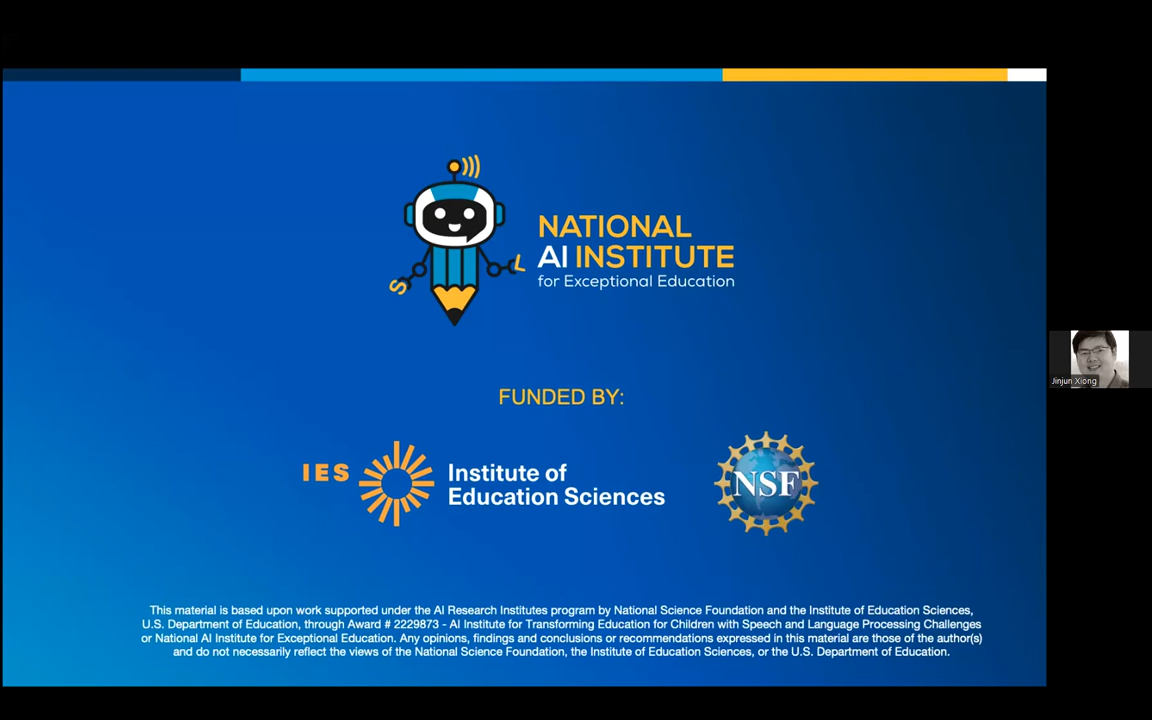 S
L
NATIONAL
AI INSTITUTE
for Exceptional Education
FUNDED BY:
IES
Institute of
Education Sciences
NSF
This material is based upon work supported under the AI Research Institutes program by National Science Foundation and the Institute of Education Sciences,
U.S. Department of Education, through Award # 2229873 - AI Institute for Transforming Education for Children with Speech and Language Processing Challenges
or National AI Institute for Exceptional Education. Any opinions, findings and conclusions or recommendations expressed in this material are those of the author(s)
and do not necessarily reflect the views of the National Science Foundation, the Institute of Education Sciences, or the U.S. Department of Education.
Jinjun Xiong